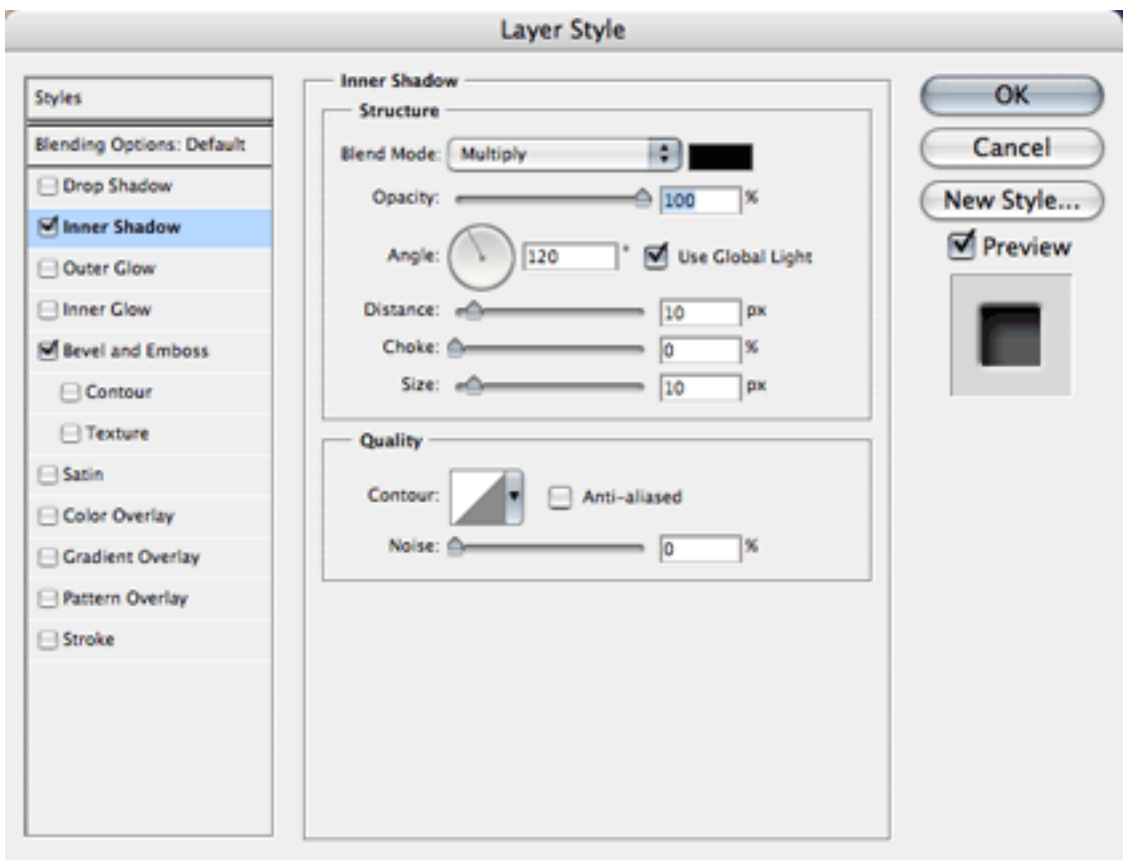 Layer Style
Styles
Blending Options: Default
Drop Shadow
Inner Shadow
Outer Glow
Inner Glow
Bevel and Emboss
Contour
Texture
Satin
Color Overlay
Gradient Overlay
Pattern Overlay
Stroke
Inner Shadow
Structure
Blend Mode: Multiply
Opacity: 100 %
Angle: 120 ° Use Global Light
Distance: 10 px
Choke: 0 %
Size: 10 px
Quality
Contour: Anti-aliased
Noise: 0 %
OK
Cancel
New Style...
Preview